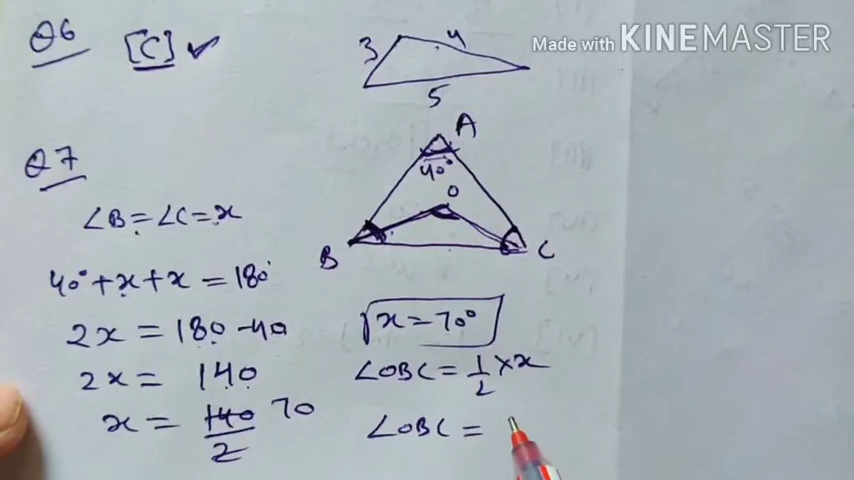 Made with KINEMASTER
Q6 [C] ✓
3 4
5
Q7
A
40°
O
B C
∠B = ∠C = x
40° + x + x = 180°
2x = 180 - 40
2x = 140
x = 140/2 70
x = 70°
∠OBC = 1/2 × x
∠OBC =